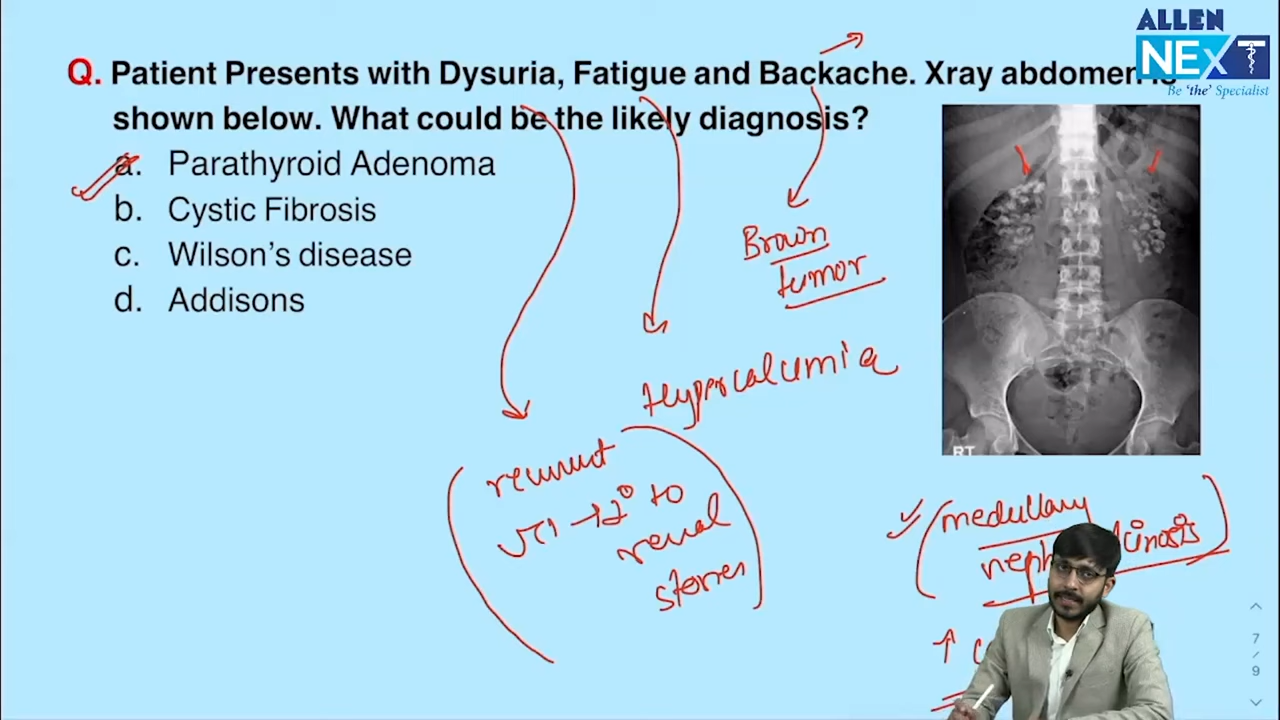 ALLEN
NEXT
Be 'the' Specialist
Q. Patient Presents with Dysuria, Fatigue and Backache. Xray abdomen is
shown below. What could be the likely diagnosis?
a. Parathyroid Adenoma
b. Cystic Fibrosis
c. Wilson's disease
d. Addisons
Brown
tumor
Hypercalcemia
recurrent
UTI → 2° to
renal
stones
medullary
RT
7
/
9